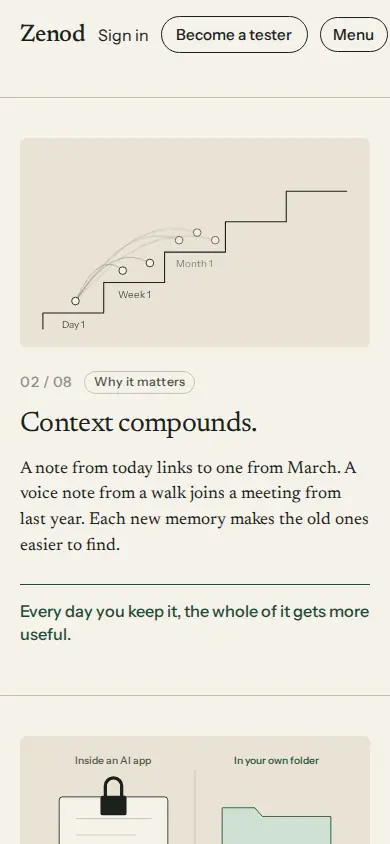 Zenod Sign in Become a tester Menu
Month 1
Week 1
Day 1
02 / 08 Why it matters
Context compounds.
A note from today links to one from March. A
voice note from a walk joins a meeting from
last year. Each new memory makes the old ones
easier to find.
Every day you keep it, the whole of it gets more
useful.
Inside an AI app In your own folder